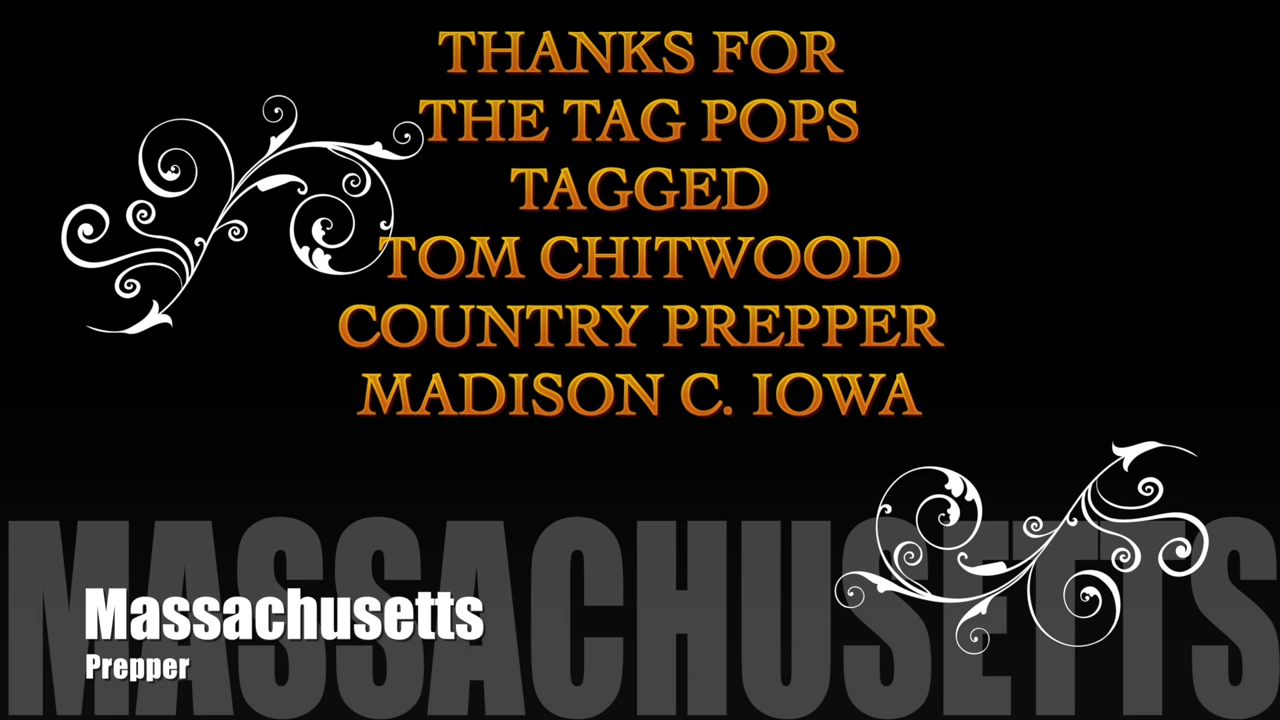 THANKS FOR
THE TAG POPS
TAGGED
TOM CHITWOOD
COUNTRY PREPPER
MADISON C. IOWA
MASSACHUSETTS
Massachusetts
Prepper